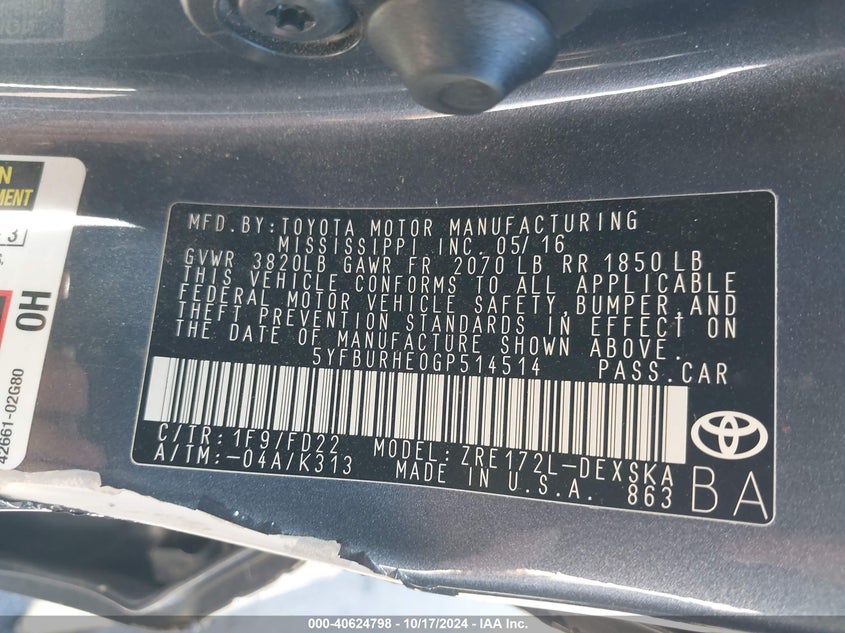 MFD.BY:TOYOTA MOTOR MANUFACTURING
MISSISSIPPI INC. 05/16
GVWR 3820LB GAWR FR 2070 LB RR 1850 LB
THIS VEHICLE CONFORMS TO ALL APPLICABLE
FEDERAL MOTOR VEHICLE SAFETY,BUMPER,AND
THEFT PREVENTION STANDARDS IN EFFECT ON
THE DATE OF MANUFACTURE SHOWN ABOVE.
5YFBURHE0GP514514 PASS.CAR
C/TR:1F9/FD22 MODEL:ZRE172L-DEXSKA
A/TM:-04A/K313 MADE IN U.S.A. 863
BA
OH
42661-02G80
000-40624798 - 10/17/2024 - IAA Inc.